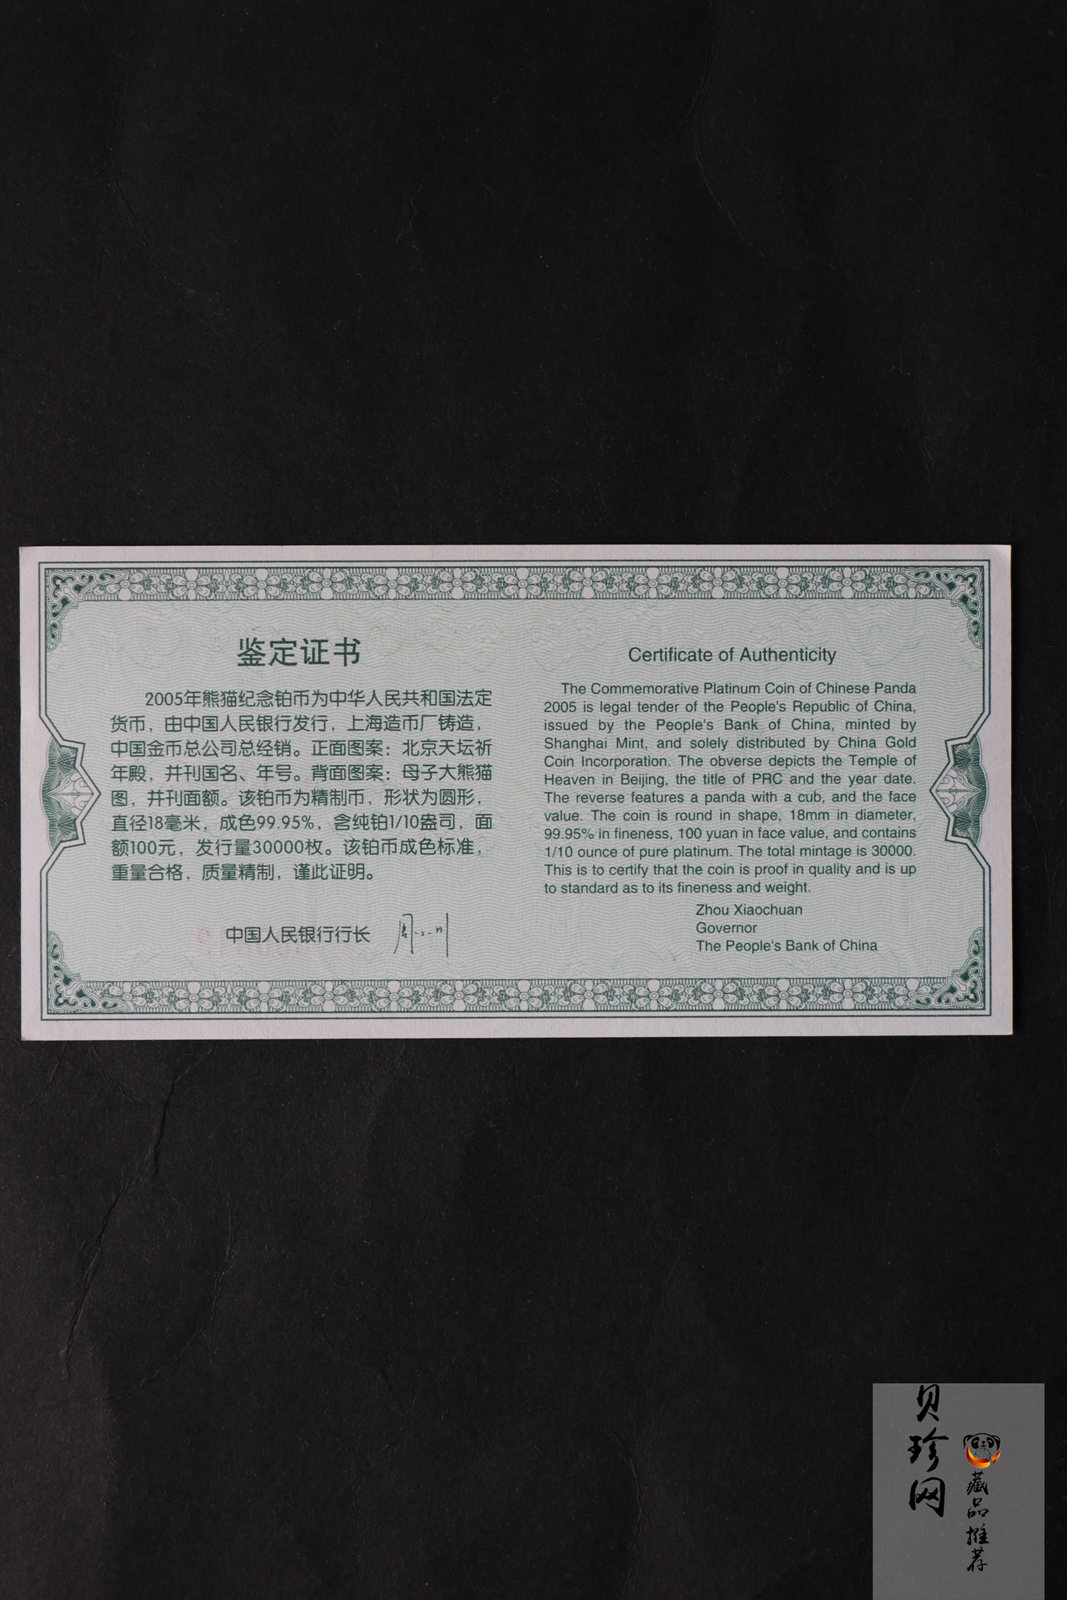 鉴定证书
2005年熊猫纪念铂币为中华人民共和国法定
货币，由中国人民银行发行，上海造币厂铸造，
中国金币总公司总经销。正面图案：北京天坛祈
年殿，并刊国名、年号。背面图案：母子大熊猫
图，并刊面额。该铂币为精制币，形状为圆形，
直径18毫米，成色99.95%，含纯铂1/10盎司，面
额100元，发行量30000枚。该铂币成色标准，
重量合格，质量精制，谨此证明。
中国人民银行行长 周小川
Certificate of Authenticity
The Commemorative Platinum Coin of Chinese Panda
2005 is legal tender of the People's Republic of China,
issued by the People's Bank of China, minted by
Shanghai Mint, and solely distributed by China Gold
Coin Incorporation. The obverse depicts the Temple of
Heaven in Beijing, the title of PRC and the year date.
The reverse features a panda with a cub, and the face
value. The coin is round in shape, 18mm in diameter,
99.95% in fineness, 100 yuan in face value, and contains
1/10 ounce of pure platinum. The total mintage is 30000.
This is to certify that the coin is proof in quality and is up
to standard as to its fineness and weight.
Zhou Xiaochuan
Governor
The People's Bank of China
贝珍网
藏品推荐